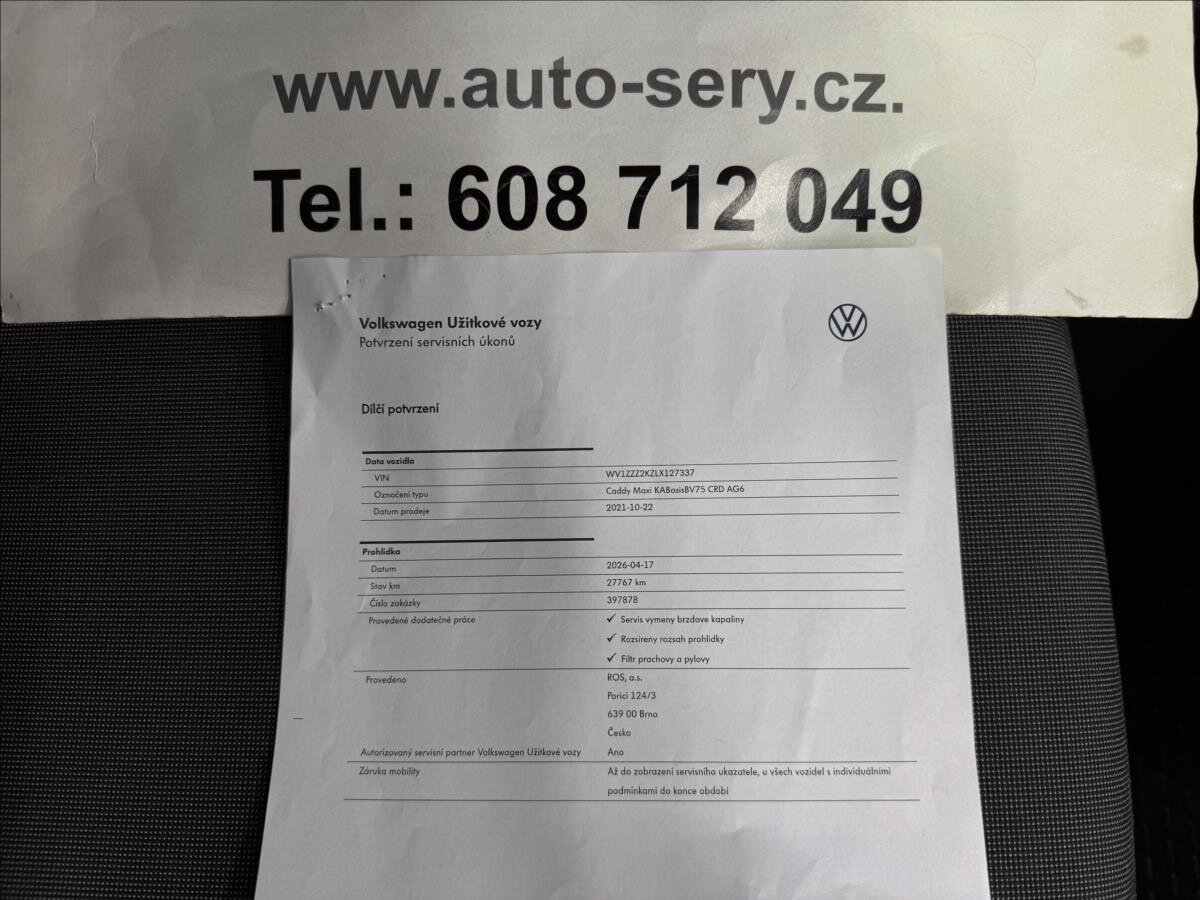 www.auto-sery.cz.
Tel.: 608 712 049
Volkswagen Užitkové vozy
Potvrzení servisních úkonů
Dílčí potvrzení
Data vozidla
VIN WV1ZZZ2KZLX127337
Označení typu Caddy Maxi KABasisBV75 CRD AG6
Datum prodeje 2021-10-22
Prohlídka
Datum 2026-04-17
Stav km 27767 km
Číslo zakázky 397878
Provedené dodatečné práce ✓ Servis vymeny brzdove kapaliny
✓ Rozsireny rozsah prohlidky
✓ Filtr prachovy a pylovy
Provedeno ROS, a.s.
Porici 124/3
639 00 Brno
Česko
Autorizovaný servisní partner Volkswagen Užitkové vozy Ano
Záruka mobility Až do zobrazení servisního ukazatele, u všech vozidel s individuálními
podmínkami do konce období